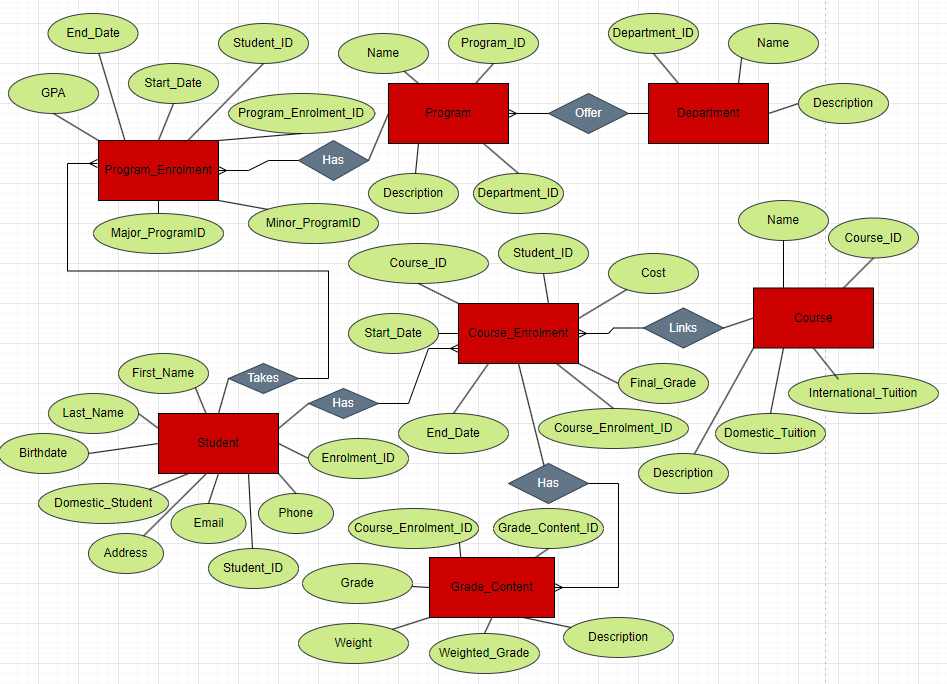 End_Date
Student_ID
Name
Program_ID
Department_ID
Name
GPA
Start_Date
Program_Enrolment_ID
Program
Offer
Department
Description
Program_Enrolment
Has
Description
Department_ID
Major_ProgramID
Minor_ProgramID
Name
Course_ID
Course_ID
Student_ID
Cost
Start_Date
Course_Enrolment
Links
Course
First_Name
Takes
Has
Final_Grade
International_Tuition
Last_Name
Student
End_Date
Course_Enrolment_ID
Domestic_Tuition
Birthdate
Enrolment_ID
Description
Domestic_Student
Email
Phone
Has
Address
Student_ID
Course_Enrolment_ID
Grade_Content_ID
Grade
Grade_Content
Weight
Weighted_Grade
Description